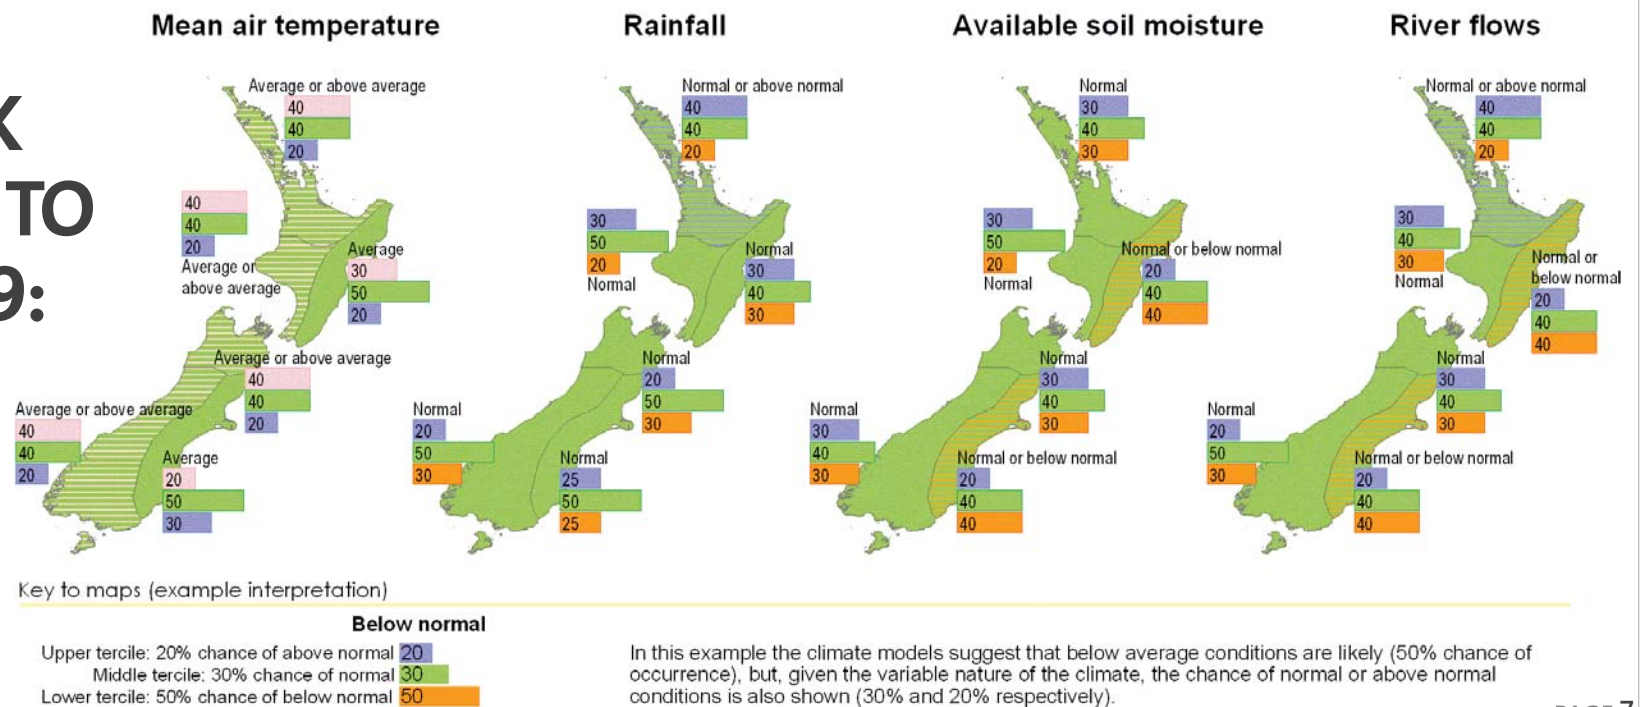 K
TO
9:
Mean air temperature
Average or above average
40
40
20
40
40
20
Average or
above average
Average
30
50
20
Average or above average
40
40
20
Average or above average
40
40
20
Average
20
50
30
Rainfall
Normal or above normal
40
40
20
30
50
20
Normal
Normal
30
40
30
Normal
20
50
30
Normal
20
50
30
Normal
25
50
25
Available soil moisture
Normal
30
40
30
30
50
20
Normal
Normal or below normal
20
40
40
Normal
30
40
30
Normal
30
40
30
Normal or below normal
20
40
40
River flows
Normal or above normal
40
40
20
30
40
30
Normal
Normal or
below normal
20
40
40
Normal
30
40
30
Normal
20
50
30
Normal or below normal
20
40
40
Key to maps (example interpretation)
Below normal
Upper tercile: 20% chance of above normal 20
Middle tercile: 30% chance of normal 30
Lower tercile: 50% chance of below normal 50
In this example the climate models suggest that below average conditions are likely (50% chance of
occurrence), but, given the variable nature of the climate, the chance of normal or above normal
conditions is also shown (30% and 20% respectively).
PAGE 7